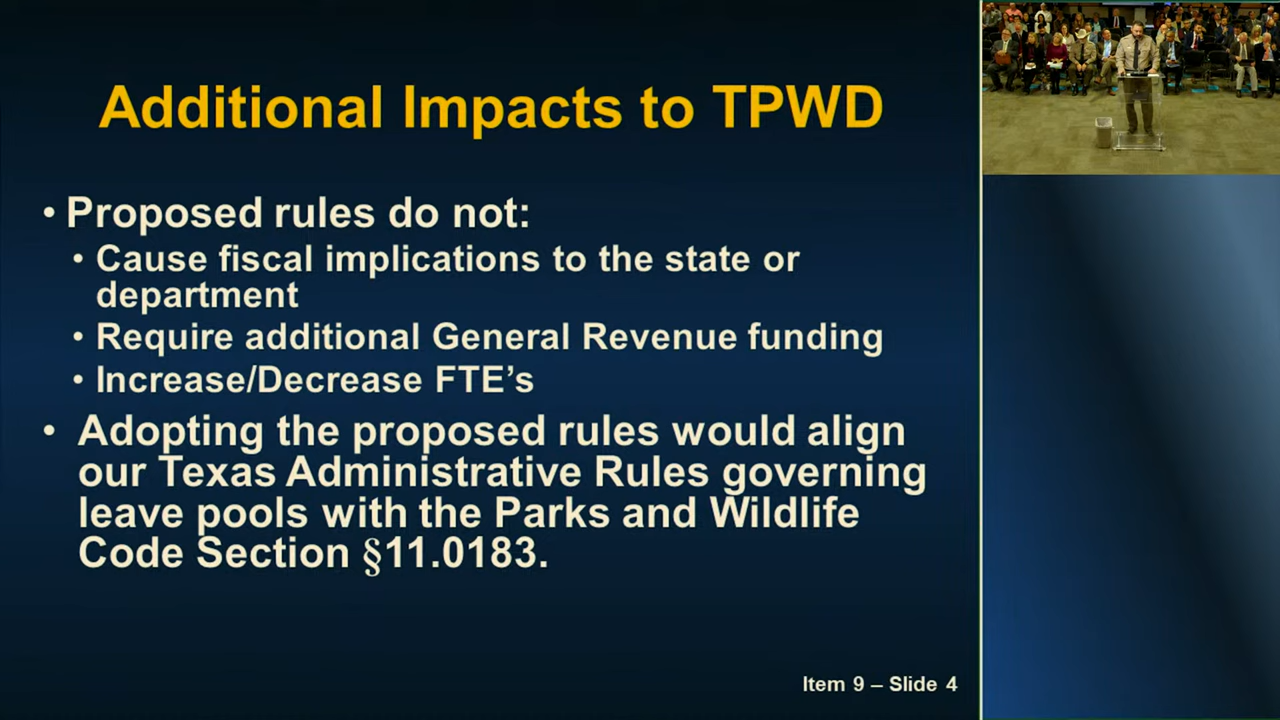 Additional Impacts to TPWD
• Proposed rules do not:
• Cause fiscal implications to the state or
department
• Require additional General Revenue funding
• Increase/Decrease FTE’s
• Adopting the proposed rules would align
our Texas Administrative Rules governing
leave pools with the Parks and Wildlife
Code Section §11.0183.
Item 9 – Slide 4